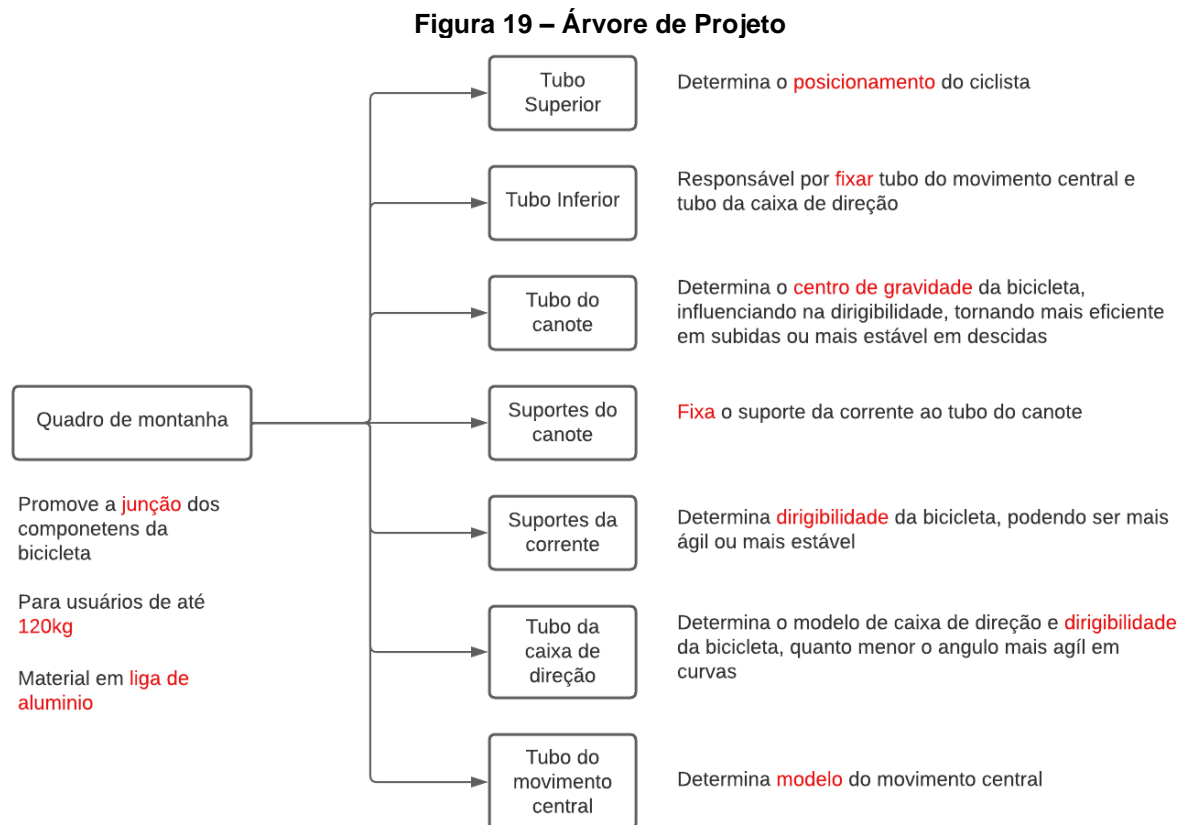 Figura 19 – Árvore de Projeto
Tubo
Superior
Determina o posicionamento do ciclista
Tubo Inferior
Responsável por fixar tubo do movimento central e
tubo da caixa de direção
Tubo do
canote
Determina o centro de gravidade da bicicleta,
influenciando na dirigibilidade, tornando mais eficiente
em subidas ou mais estável em descidas
Quadro de montanha
Promove a junção dos
componetens da
bicicleta
Para usuários de até
120kg
Material em liga de
aluminio
Suportes do
canote
Fixa o suporte da corrente ao tubo do canote
Suportes da
corrente
Determina dirigibilidade da bicicleta, podendo ser mais
ágil ou mais estável
Tubo da
caixa de
direção
Determina o modelo de caixa de direção e dirigibilidade
da bicicleta, quanto menor o angulo mais agíl em
curvas
Tubo do
movimento
central
Determina modelo do movimento central